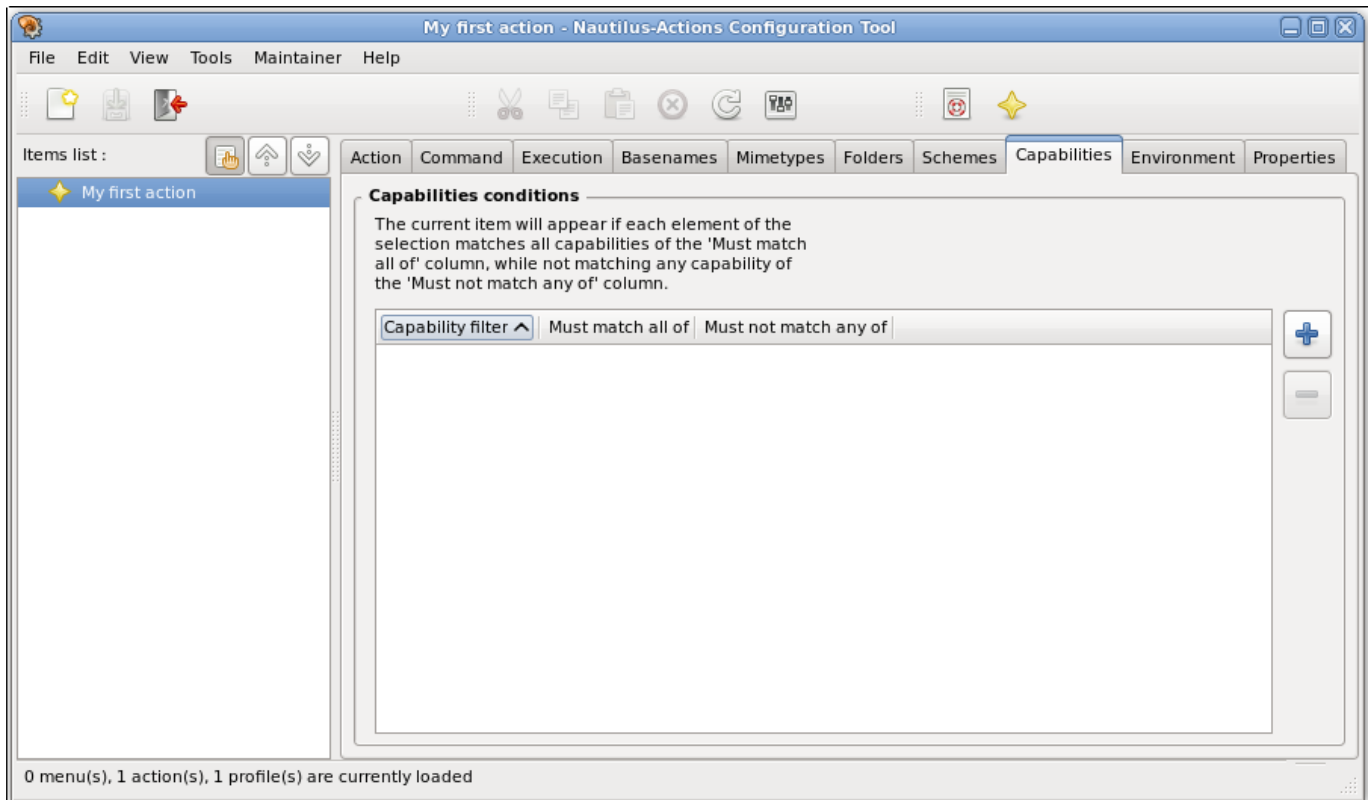 My first action - Nautilus-Actions Configuration Tool
File Edit View Tools Maintainer Help
Items list :
Action Command Execution Basenames Mimetypes Folders Schemes Capabilities Environment Properties
My first action
Capabilities conditions
The current item will appear if each element of the
selection matches all capabilities of the 'Must match
all of' column, while not matching any capability of
the 'Must not match any of' column.
Capability filter Must match all of Must not match any of
0 menu(s), 1 action(s), 1 profile(s) are currently loaded